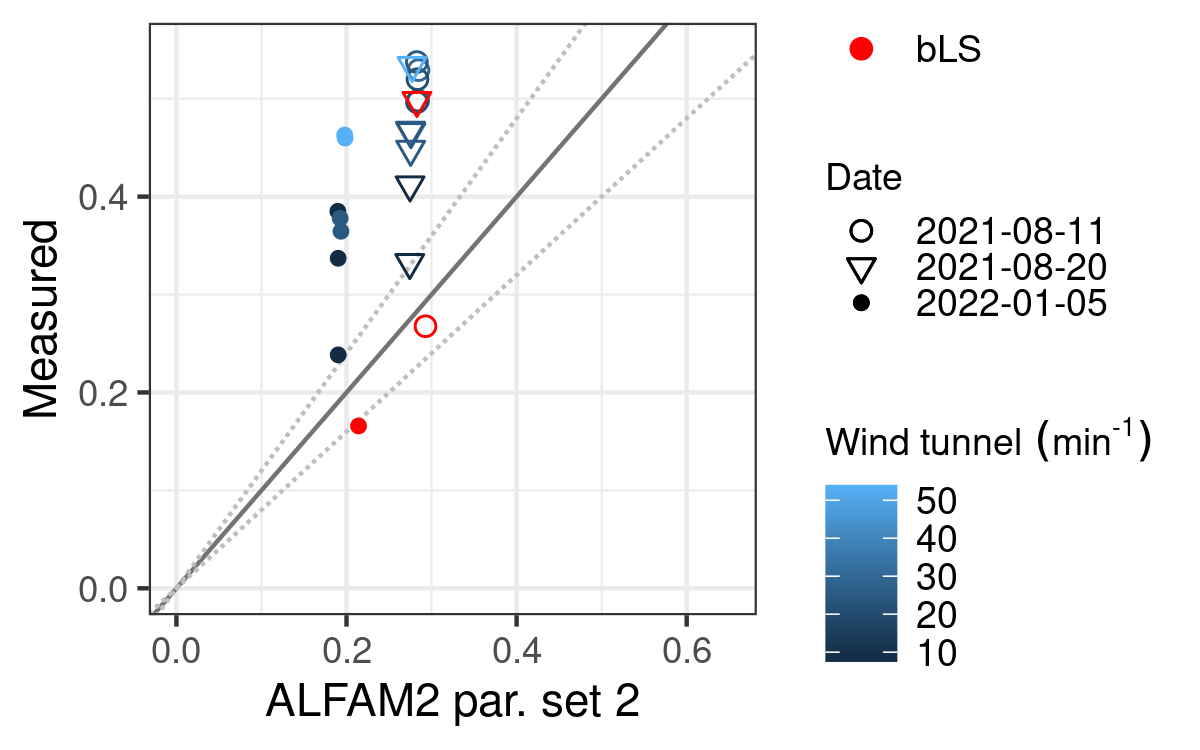 Measured
0.4
0.2
0.0
0.0 0.2 0.4 0.6
ALFAM2 par. set 2
bLS
Date
2021-08-11
2021-08-20
2022-01-05
Wind tunnel (min⁻¹)
50
40
30
20
10